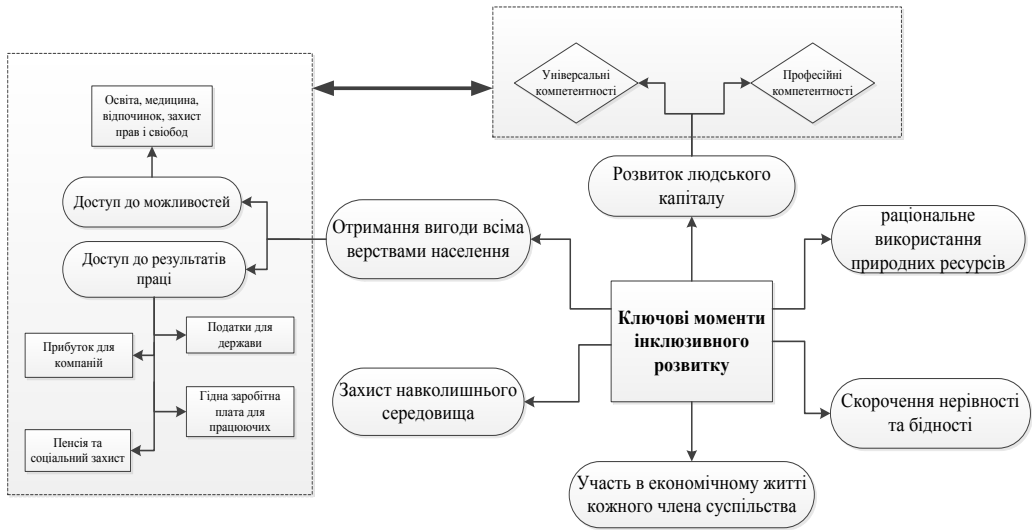 Універсальні
компетентності
Професійні
компетентності
Освіта, медицина,
відпочинок, захист
прав і свіобод
Розвиток людського
капіталу
Доступ до можливостей
Отримання вигоди всіма
верствами населення
раціональне
використання
природних ресурсів
Доступ до результатів
праці
Ключові моменти
інклюзивного
розвитку
Податки для
держави
Прибуток для
компаній
Захист навколишнього
середовища
Скорочення нерівності
та бідності
Гідна заробітна
плата для
працюючих
Пенсія та
соціальний захист
Участь в економічному житті
кожного члена суспільства